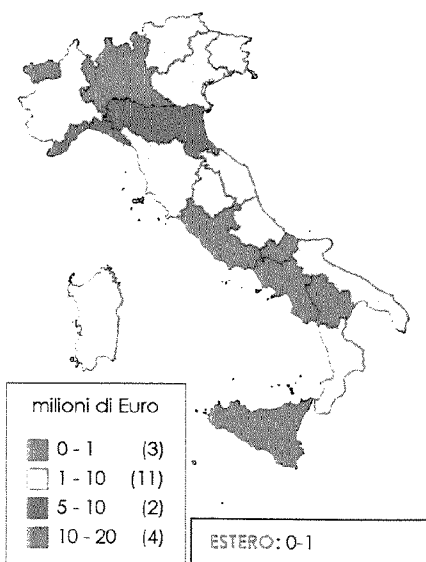 milioni di Euro
0 - 1 (3)
1 - 10 (11)
5 - 10 (2)
10 - 20 (4)
ESTERO: 0-1